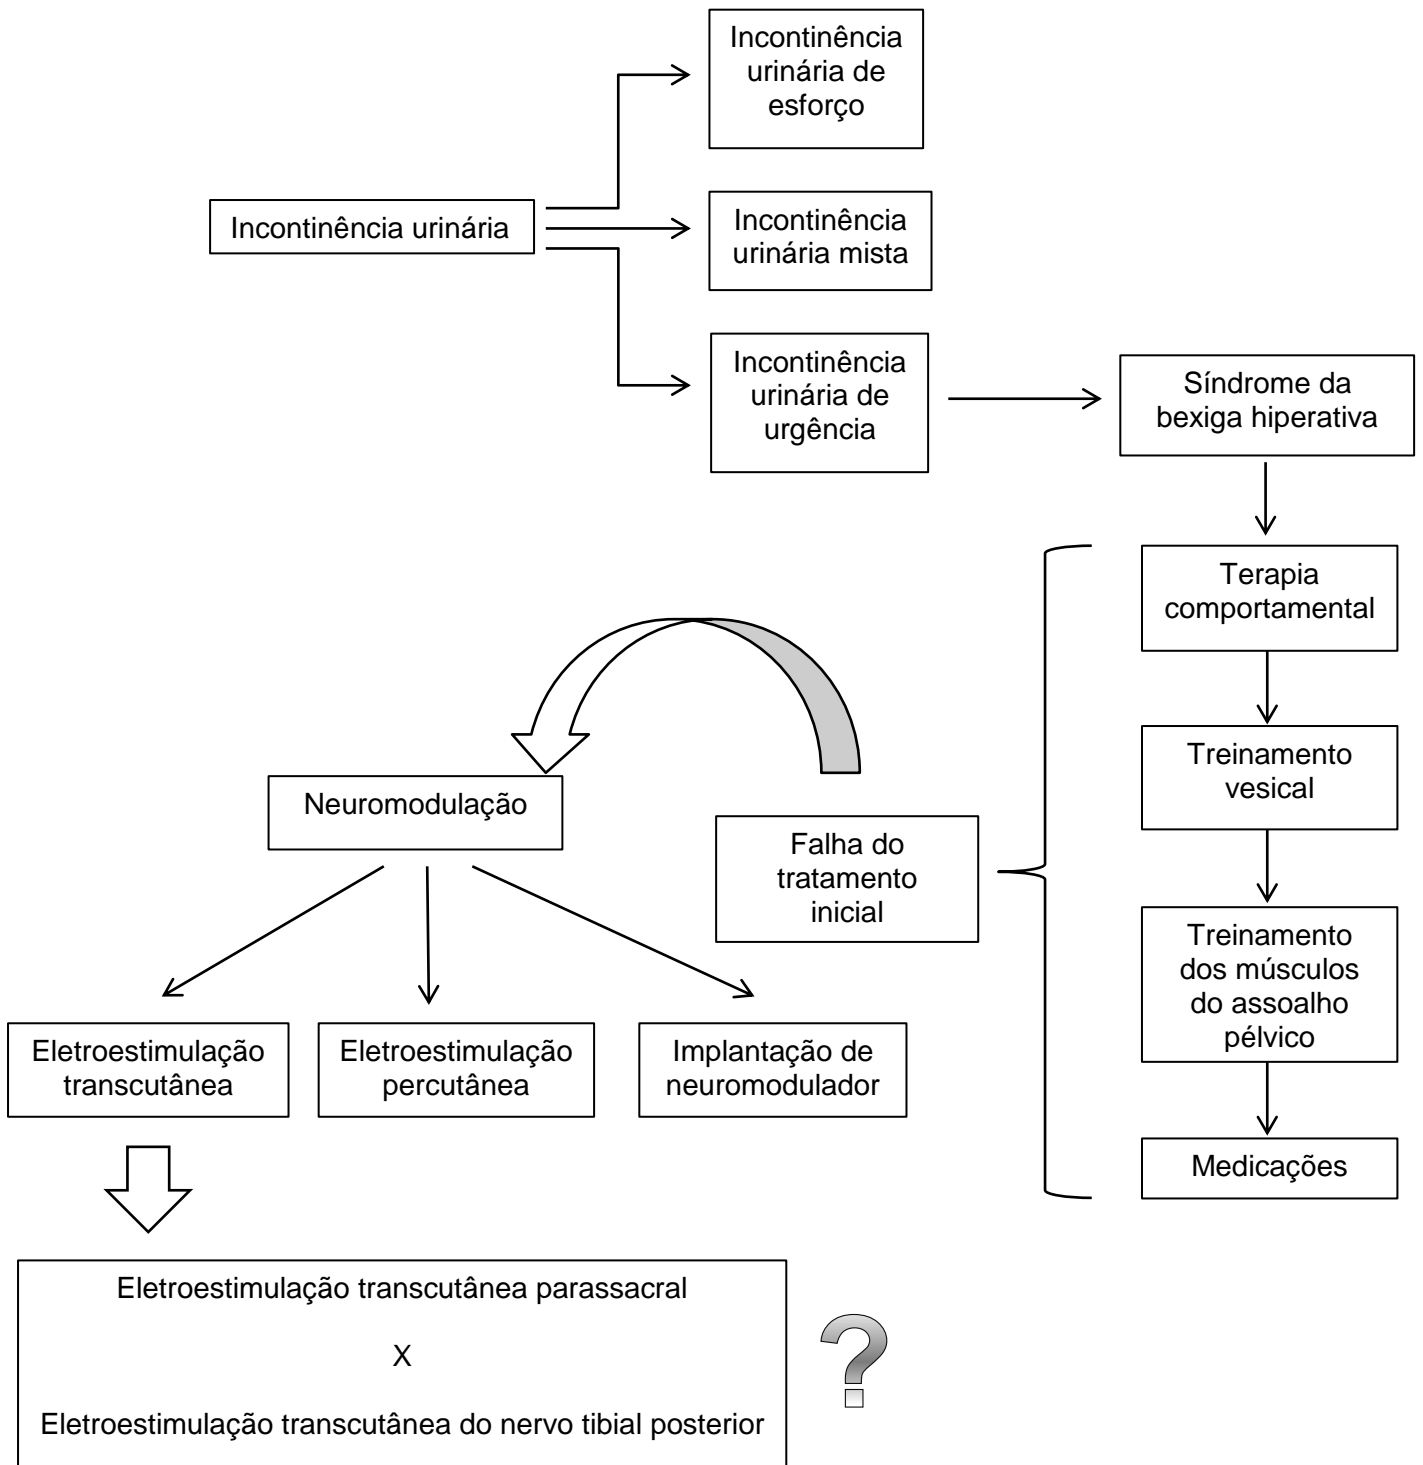 Incontinência
urinária de
esforço
Incontinência urinária
Incontinência
urinária mista
Incontinência
urinária de
urgência
Síndrome da
bexiga hiperativa
Terapia
comportamental
Treinamento
vesical
Neuromodulação
Falha do
tratamento
inicial
Treinamento
dos músculos
do assoalho
pélvico
Eletroestimulação
transcutânea
Eletroestimulação
percutânea
Implantação de
neuromodulador
Medicações
Eletroestimulação transcutânea parassacral
X
Eletroestimulação transcutânea do nervo tibial posterior
?